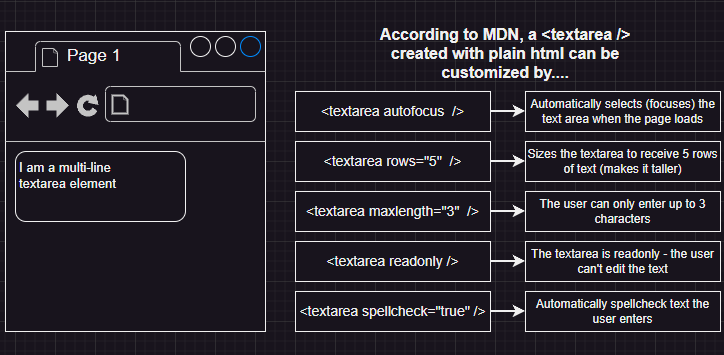 Page 1
I am a multi-line
textarea element
According to MDN, a <textarea />
created with plain html can be
customized by....
<textarea autofocus />
Automatically selects (focuses) the
text area when the page loads
<textarea rows="5" />
Sizes the textarea to receive 5 rows
of text (makes it taller)
<textarea maxlength="3" />
The user can only enter up to 3
characters
<textarea readonly />
The textarea is readonly - the user
can't edit the text
<textarea spellcheck="true" />
Automatically spellcheck text the
user enters